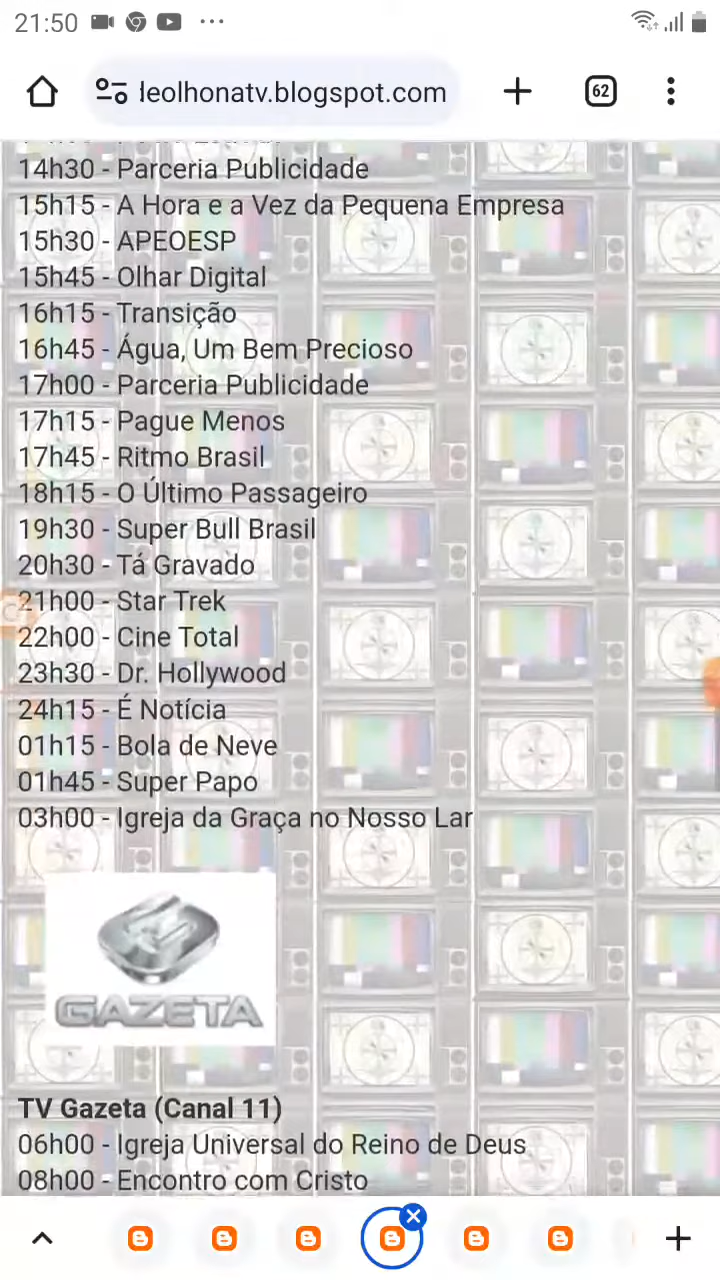 21:50
leolhonatv.blogspot.com
62
14h30 - Parceria Publicidade
15h15 - A Hora e a Vez da Pequena Empresa
15h30 - APEOESP
15h45 - Olhar Digital
16h15 - Transição
16h45 - Água, Um Bem Precioso
17h00 - Parceria Publicidade
17h15 - Pague Menos
17h45 - Ritmo Brasil
18h15 - O Último Passageiro
19h30 - Super Bull Brasil
20h30 - Tá Gravado
21h00 - Star Trek
22h00 - Cine Total
23h30 - Dr. Hollywood
24h15 - É Notícia
01h15 - Bola de Neve
01h45 - Super Papo
03h00 - Igreja da Graça no Nosso Lar
GAZETA
TV Gazeta (Canal 11)
06h00 - Igreja Universal do Reino de Deus
08h00 - Encontro com Cristo